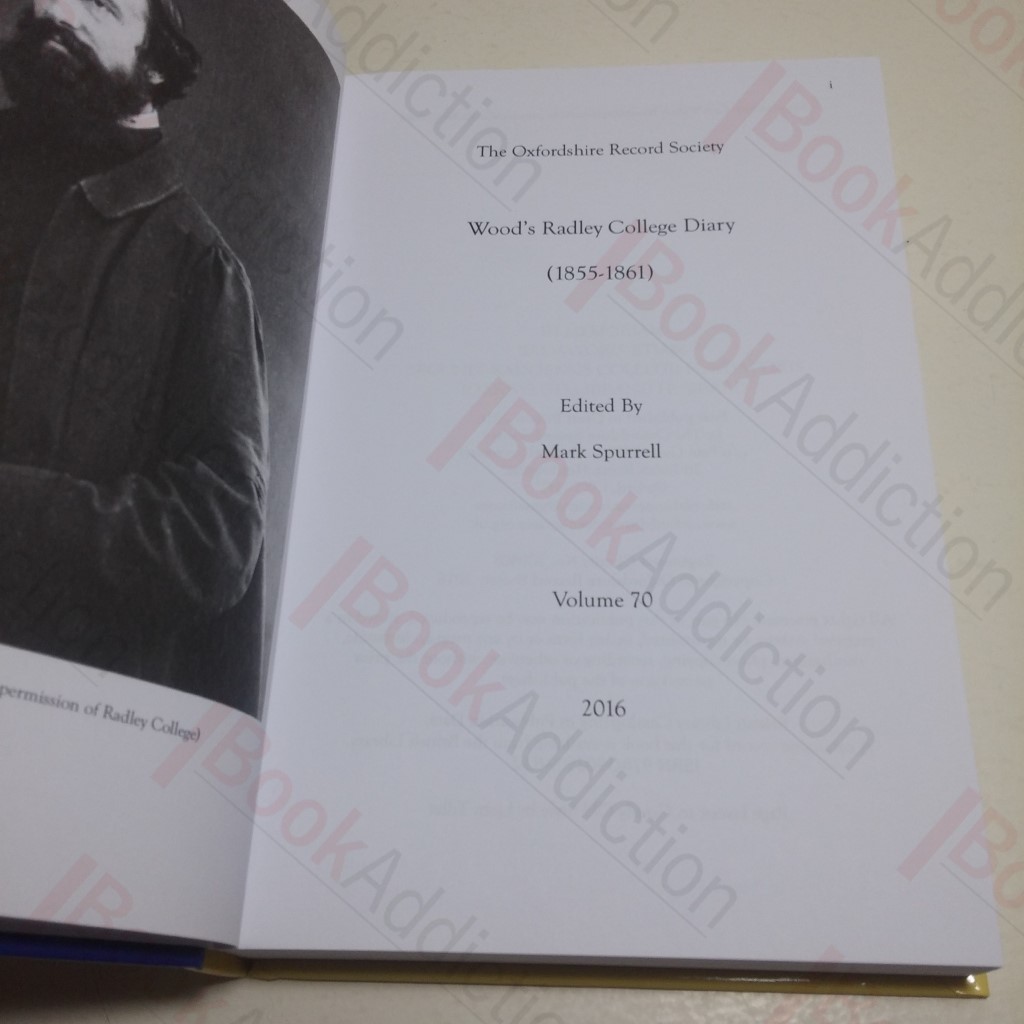 permission of Radley College)
i
The Oxfordshire Record Society
Wood's Radley College Diary
(1855-1861)
Edited By
Mark Spurrell
Volume 70
2016
BookAddiction